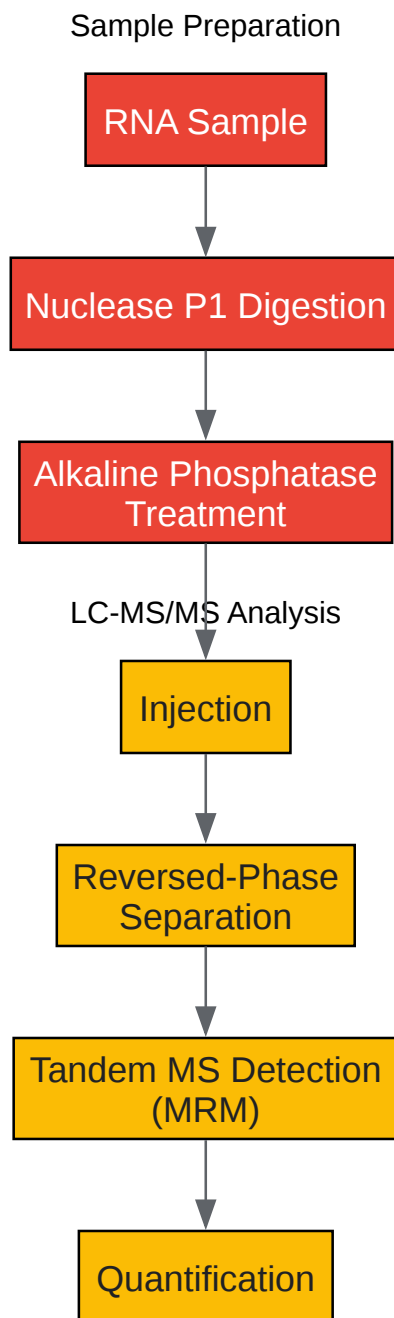 Sample Preparation
RNA Sample
Nuclease P1 Digestion
Alkaline Phosphatase
Treatment
LC-MS/MS Analysis
Injection
Reversed-Phase
Separation
Tandem MS Detection
(MRM)
Quantification